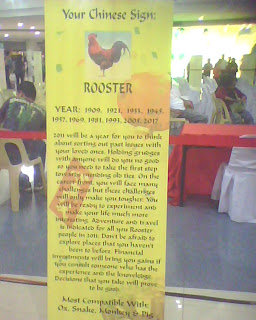 Your Chinese Sign:
ROOSTER
YEAR: 1909, 1921, 1933, 1945,
1957, 1969, 1981, 1993, 2005, 2017
2011 will be a year for you to think
about sorting out past issues with
your loved ones. Holding grudges
with anyone will do you no good
so you need to take the first step
towards mending old ties. On the
career front you will face many
challenges but these challenges
will only make you tougher. You
will be ready to experiment and
make your life much more
interesting. Adventure and travel
is indicated for all you Rooster
people in 2011. Don't be afraid to
explore places that you haven't
been to before. Financial
investments will bring you gains if
you consult someone who has the
experience and the knowledge.
Decisions that you take will prove
to be good.
Most Compatible With:
Ox, Snake, Monkey & Pig